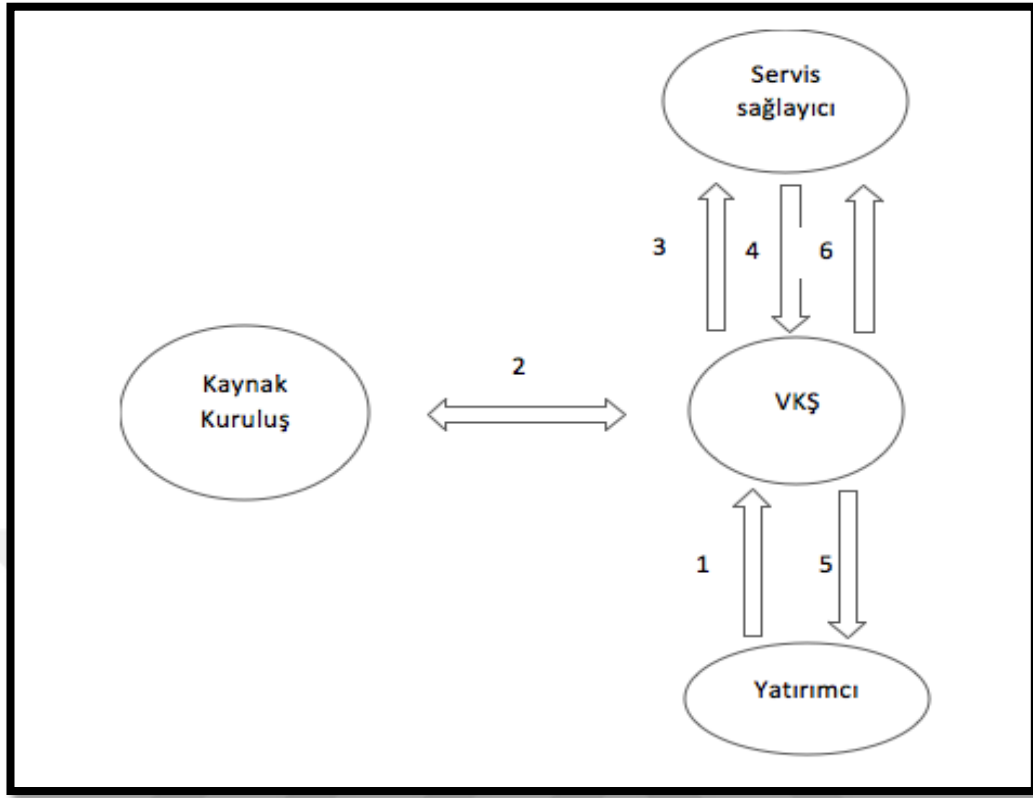 Servis
sağlayıcı
3
4
6
Kaynak
Kuruluş
2
VKŞ
1
5
Yatırımcı